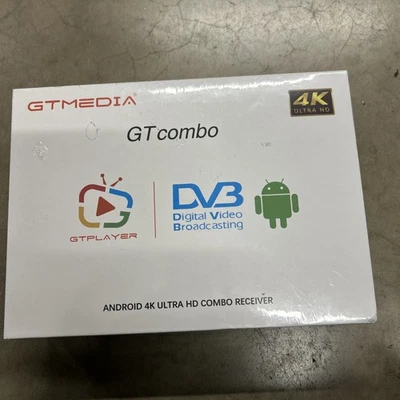 GTMEDIA®
4K
ULTRA HD
GTcombo
GTPLAYER
DVB
Digital Video
Broadcasting
ANDROID 4K ULTRA HD COMBO RECEIVER